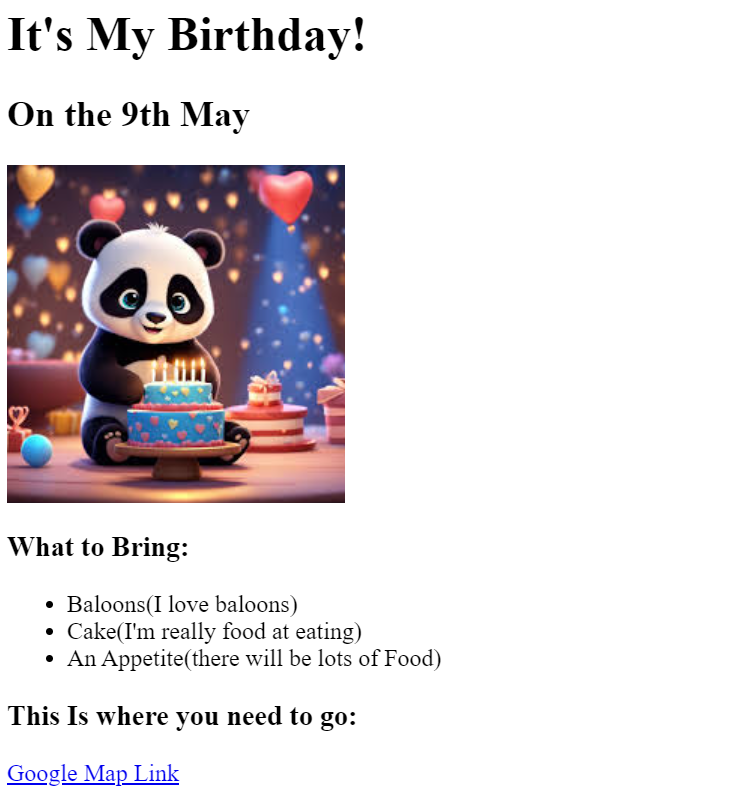 It's My Birthday!
On the 9th May
What to Bring:
Baloons(I love baloons)
Cake(I'm really food at eating)
An Appetite(there will be lots of Food)
This Is where you need to go:
Google Map Link